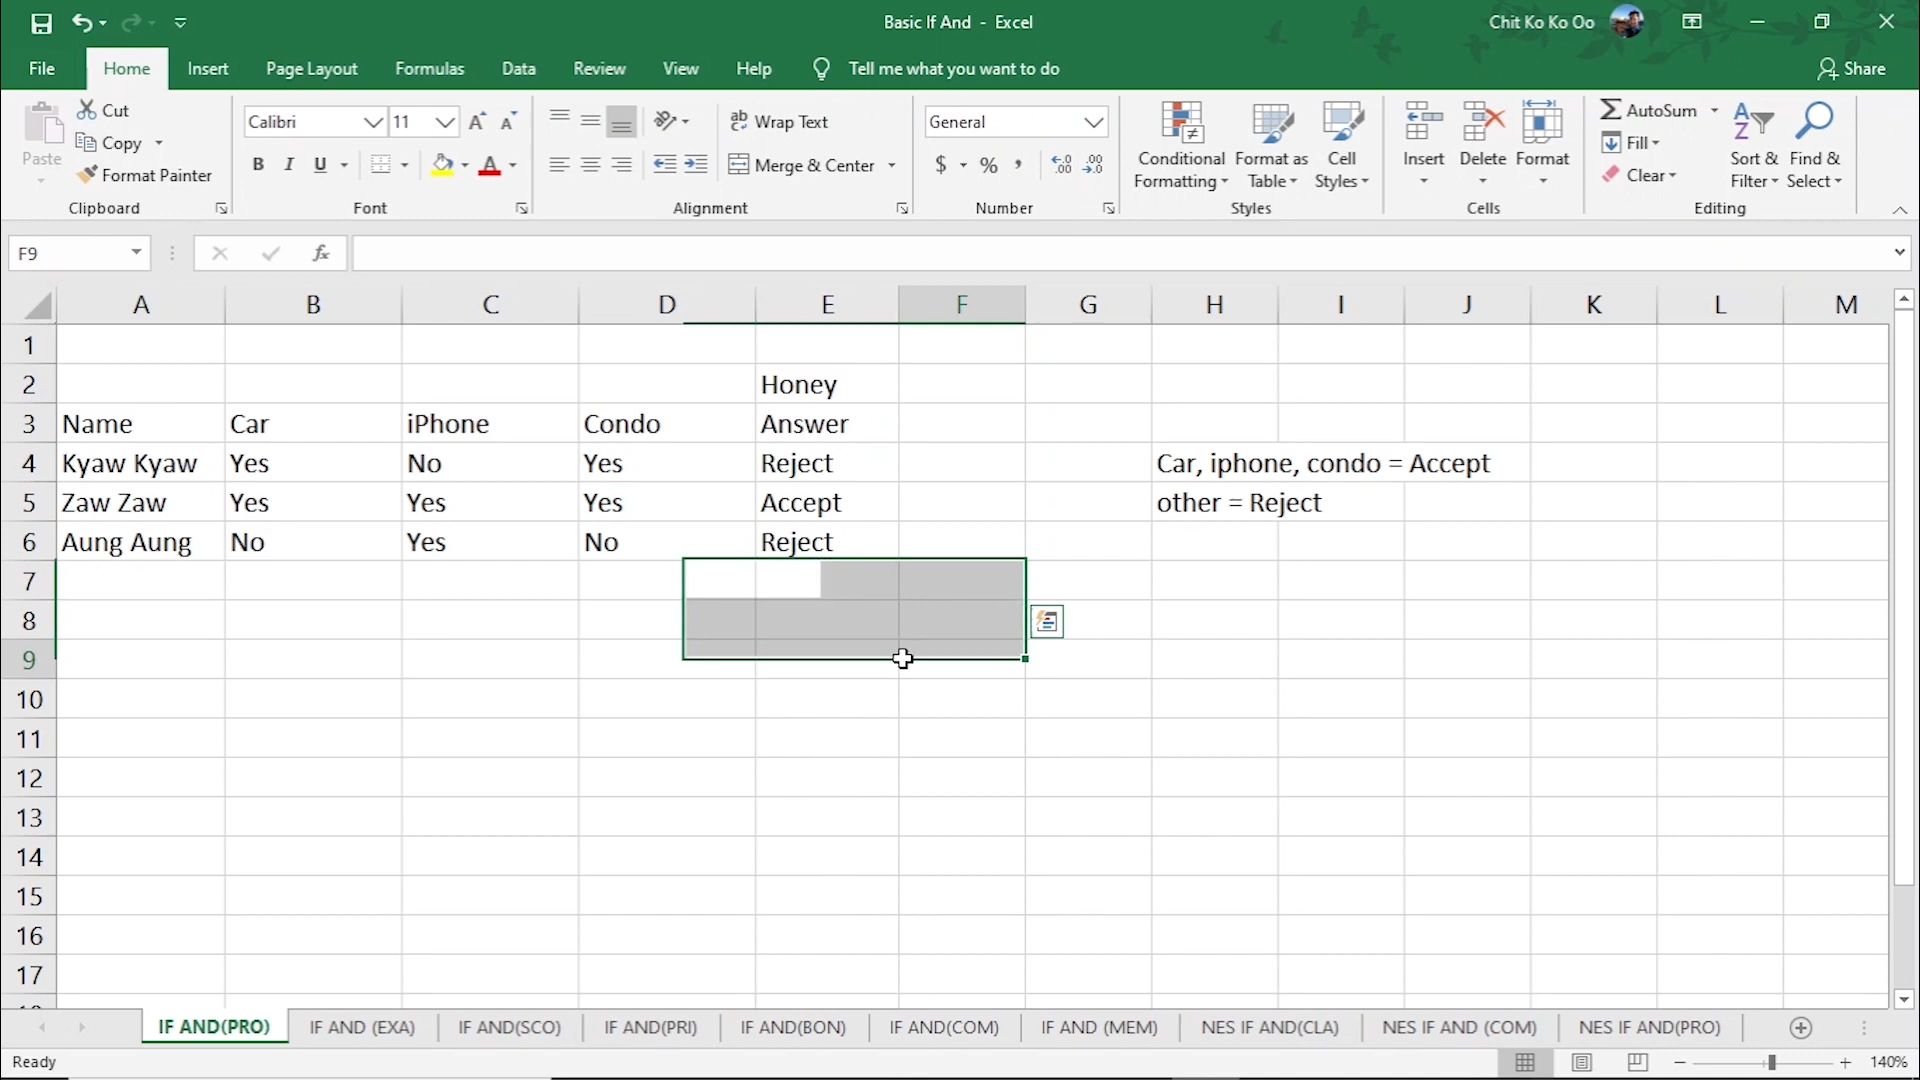 Basic If And - Excel
Chit Ko Ko Oo
File Home Insert Page Layout Formulas Data Review View Help Tell me what you want to do Share
Paste Cut Copy Format Painter Clipboard
Calibri 11 B I U A Font
Wrap Text Merge & Center Alignment
General $ % , Number
Conditional Formatting Format as Table Cell Styles Styles
Insert Delete Format Cells
AutoSum Fill Clear Sort & Filter Find & Select Editing
F9 fx
A B C D E F G H I J K L M
1
2 Honey
3 Name Car iPhone Condo Answer
4 Kyaw Kyaw Yes No Yes Reject Car, iphone, condo = Accept
5 Zaw Zaw Yes Yes Yes Accept other = Reject
6 Aung Aung No Yes No Reject
7
8
9
10
11
12
13
14
15
16
17
IF AND(PRO) IF AND (EXA) IF AND(SCO) IF AND(PRI) IF AND(BON) IF AND(COM) IF AND (MEM) NES IF AND(CLA) NES IF AND (COM) NES IF AND(PRO)
Ready 140%